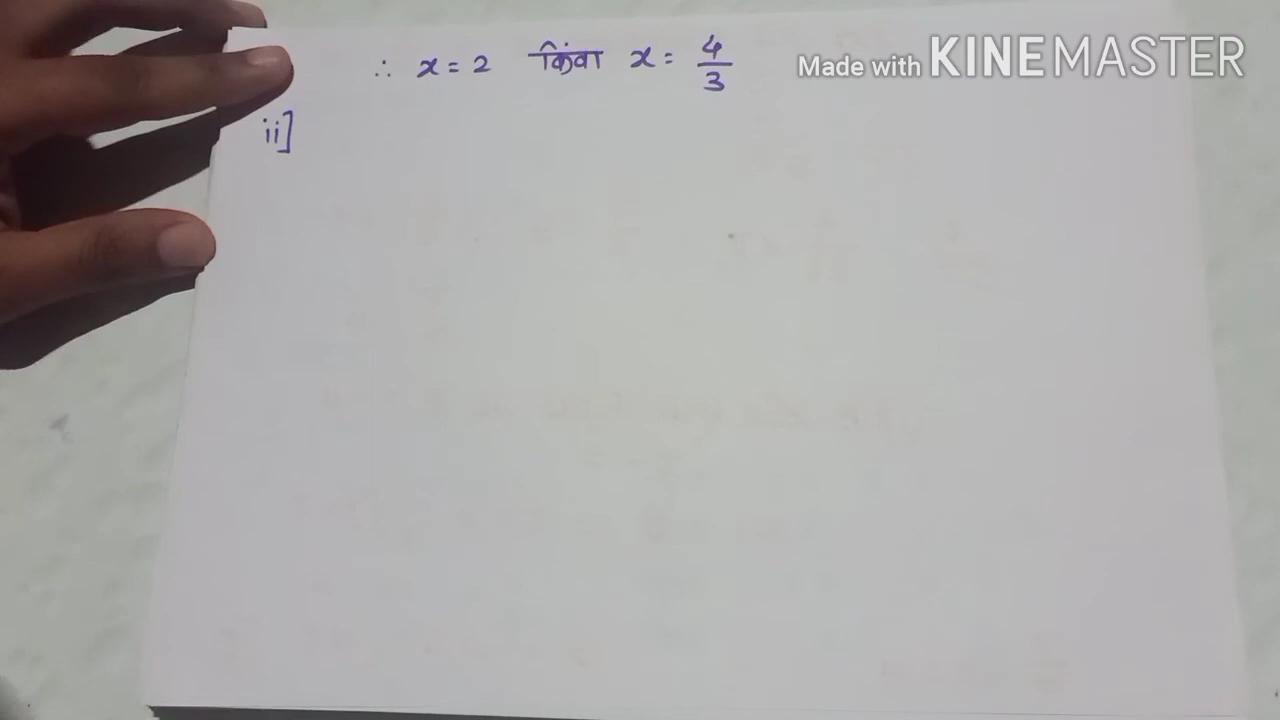 ∴ x = 2 किंवा x = 4/3
Made with KINEMASTER
ii]